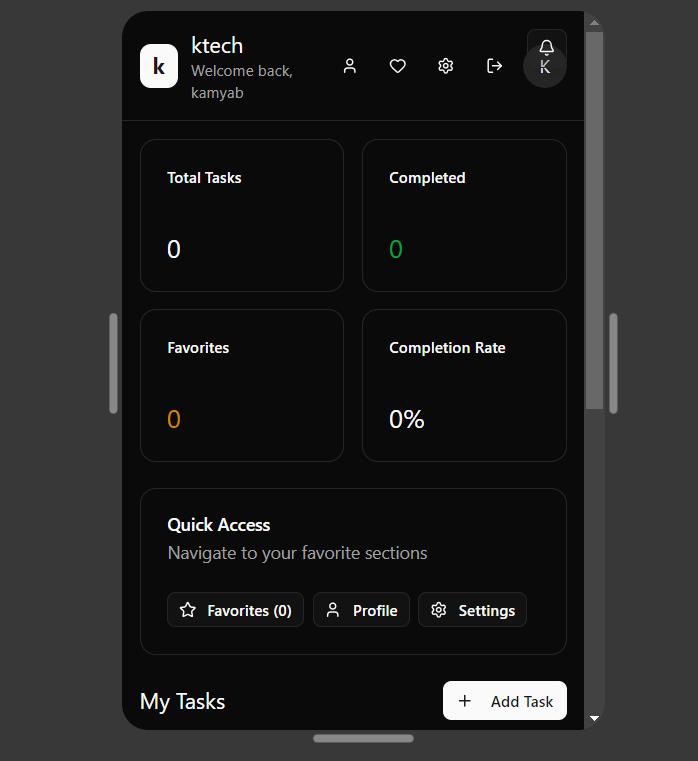 k
ktech
Welcome back,
kamyab
K
Total Tasks
0
Completed
0
Favorites
0
Completion Rate
0%
Quick Access
Navigate to your favorite sections
Favorites (0)
Profile
Settings
My Tasks
Add Task